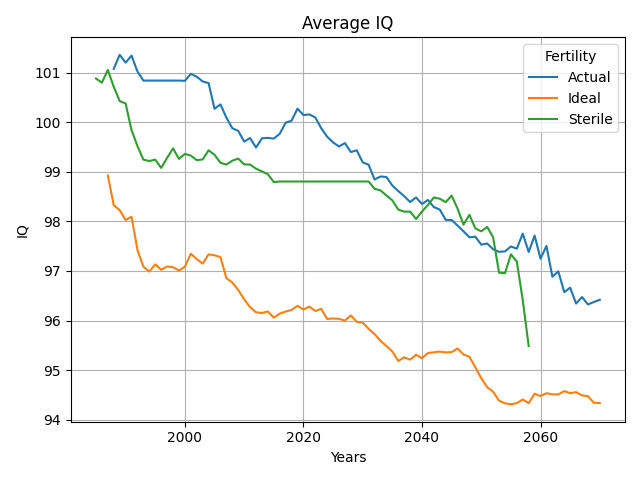 Average IQ
Fertility
Actual
Ideal
Sterile
IQ
101
100
99
98
97
96
95
94
2000
2020
2040
2060
Years